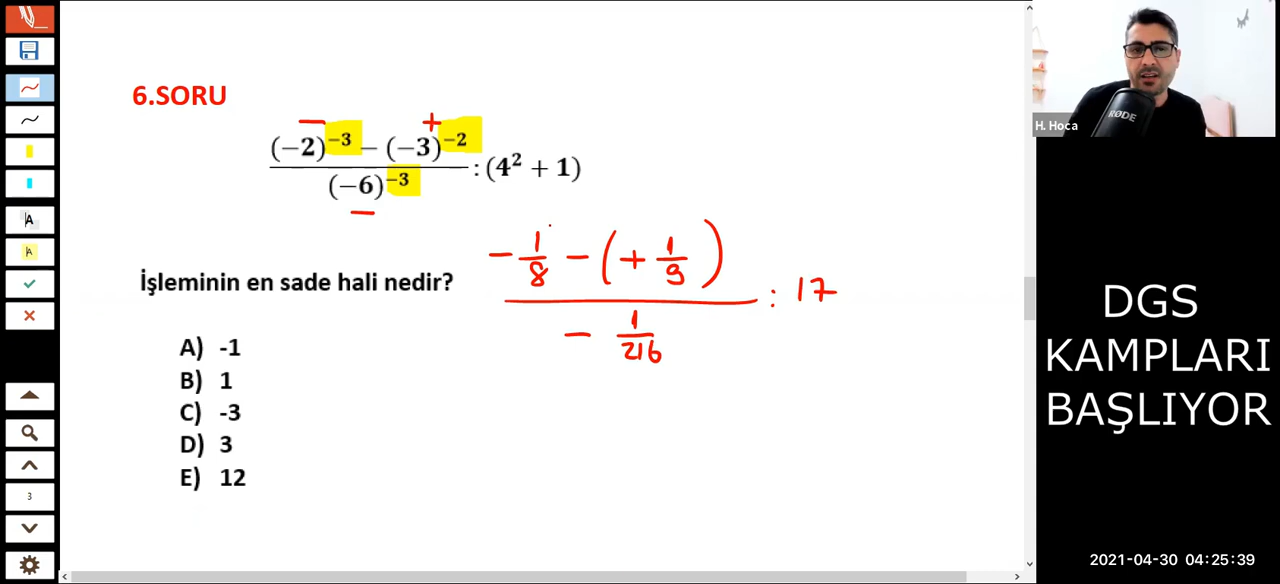 6.SORU
(−2)⁻³ − (−3)⁻²
(−6)⁻³
: (4² + 1)
− +
−
İşleminin en sade hali nedir?
− 1/8 − (+ 1/9)
− 1/216
: 17
A) -1
B) 1
C) -3
D) 3
E) 12
H. Hoca
RØDE
DGS
KAMPLARI
BAŞLIYOR
2021-04-30 04:25:39
A
A
3